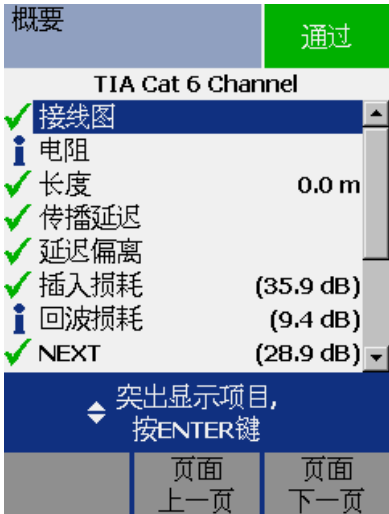 概要
通过
TIA Cat 6 Channel
接线图
电阻
长度 0.0 m
传播延迟
延迟偏离
插入损耗 (35.9 dB)
回波损耗 (9.4 dB)
NEXT (28.9 dB)
突出显示项目,
按ENTER键
页面 页面
上一页 下一页